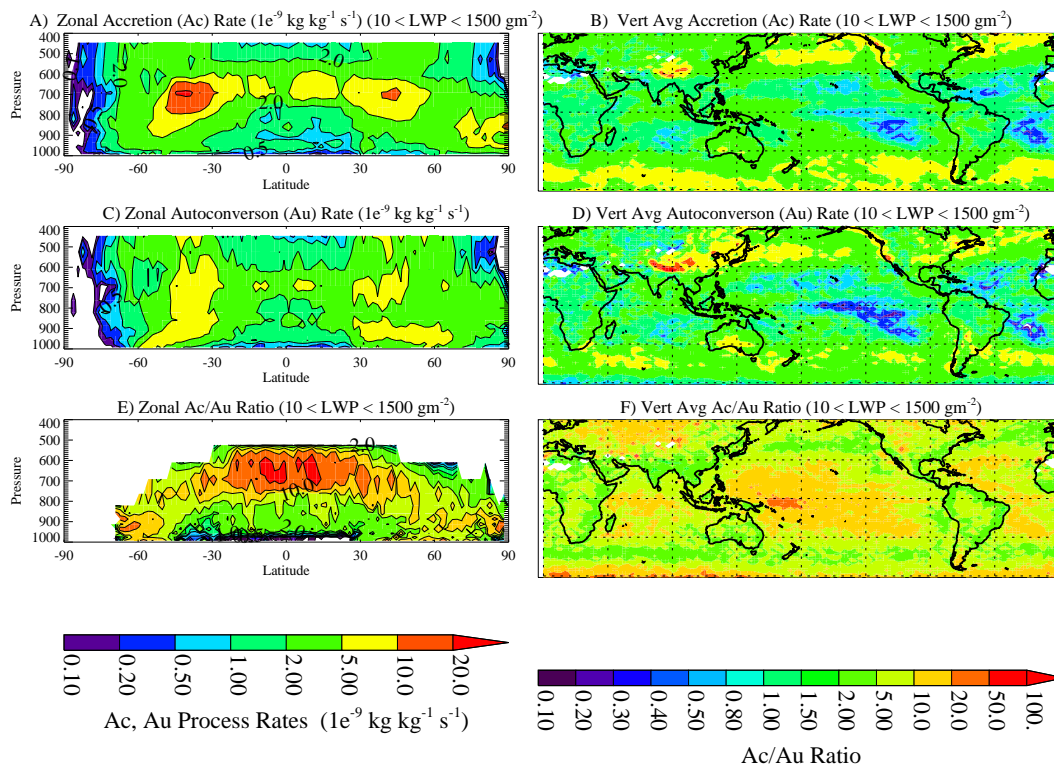 A) Zonal Accretion (Ac) Rate (1e-9 kg kg-1 s-1) (10 < LWP < 1500 gm-2)
B) Vert Avg Accretion (Ac) Rate (10 < LWP < 1500 gm-2)
400
500
600
700
800
900
1000
Pressure
2.0
2.0
0.5
-90 -60 -30 0 30 60 90
Latitude
C) Zonal Autoconverson (Au) Rate (1e-9 kg kg-1 s-1)
D) Vert Avg Autoconverson (Au) Rate (10 < LWP < 1500 gm-2)
400
500
600
700
800
900
1000
Pressure
-90 -60 -30 0 30 60 90
Latitude
E) Zonal Ac/Au Ratio (10 < LWP < 1500 gm-2)
F) Vert Avg Ac/Au Ratio (10 < LWP < 1500 gm-2)
400
500
600
700
800
900
1000
Pressure
2.0
10.0
2.0
-90 -60 -30 0 30 60 90
Latitude
0.10 0.20 0.50 1.00 2.00 5.00 10.0 20.0
Ac, Au Process Rates (1e-9 kg kg-1 s-1)
0.10 0.20 0.30 0.40 0.50 0.80 1.00 1.50 2.00 5.00 10.0 20.0 50.0 100.
Ac/Au Ratio